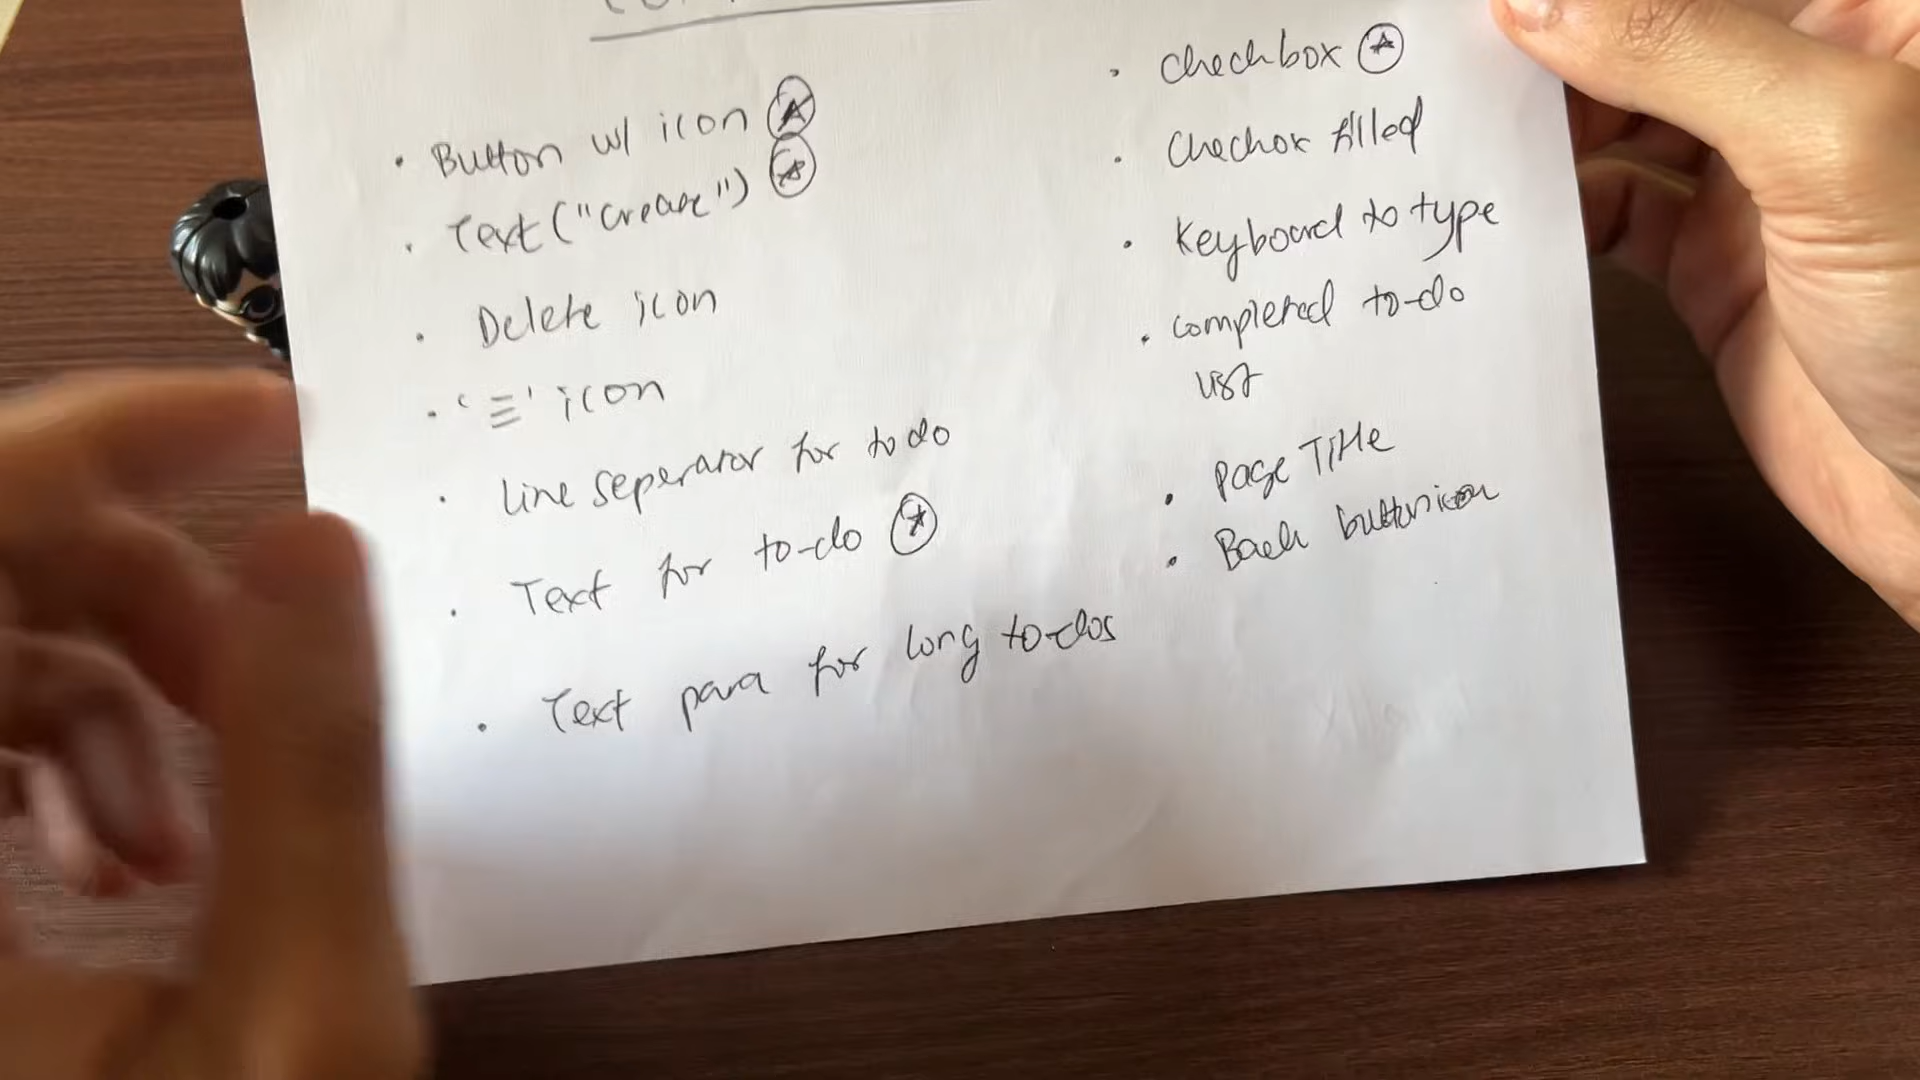 • Button w/ icon
• Text ("Create")
• Delete icon
• '≡' icon
• Line seperator for to do
• Text for to-do
• Text para for long to-dos
• Checkbox
• Checkox filled
• Keyboard to type
• completed to-do
list
• Page Title
• Back button icon